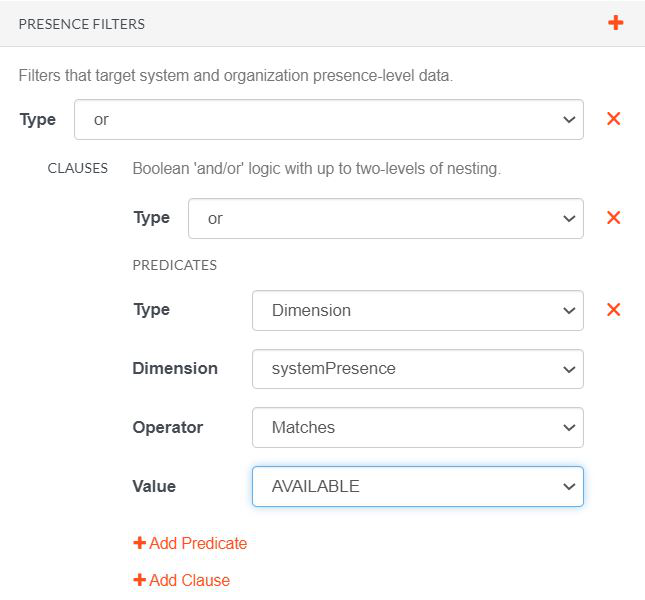 PRESENCE FILTERS
Filters that target system and organization presence-level data.
Type or
CLAUSES Boolean 'and/or' logic with up to two-levels of nesting.
Type or
PREDICATES
Type Dimension
Dimension systemPresence
Operator Matches
Value AVAILABLE
Add Predicate
Add Clause